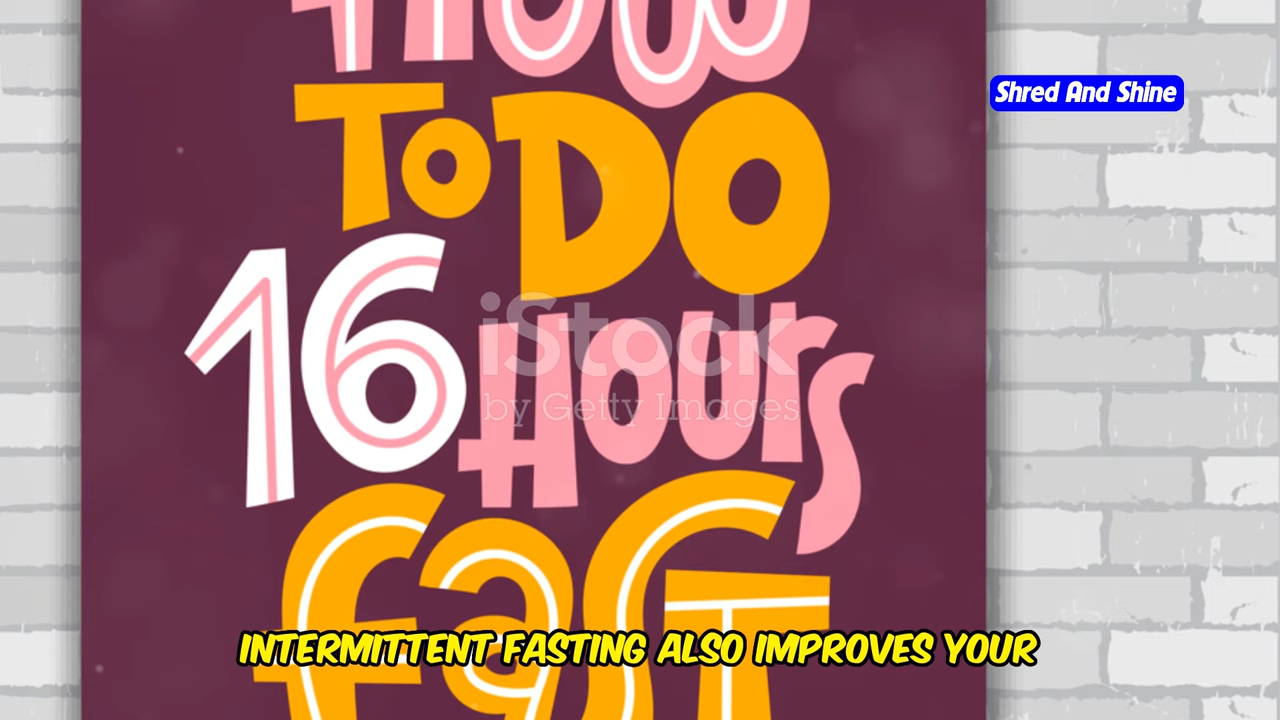 How
To DO
16
Hours
fasT
Shred And Shine
iStock
by Getty Images
INTERMITTENT FASTING ALSO IMPROVES YOUR